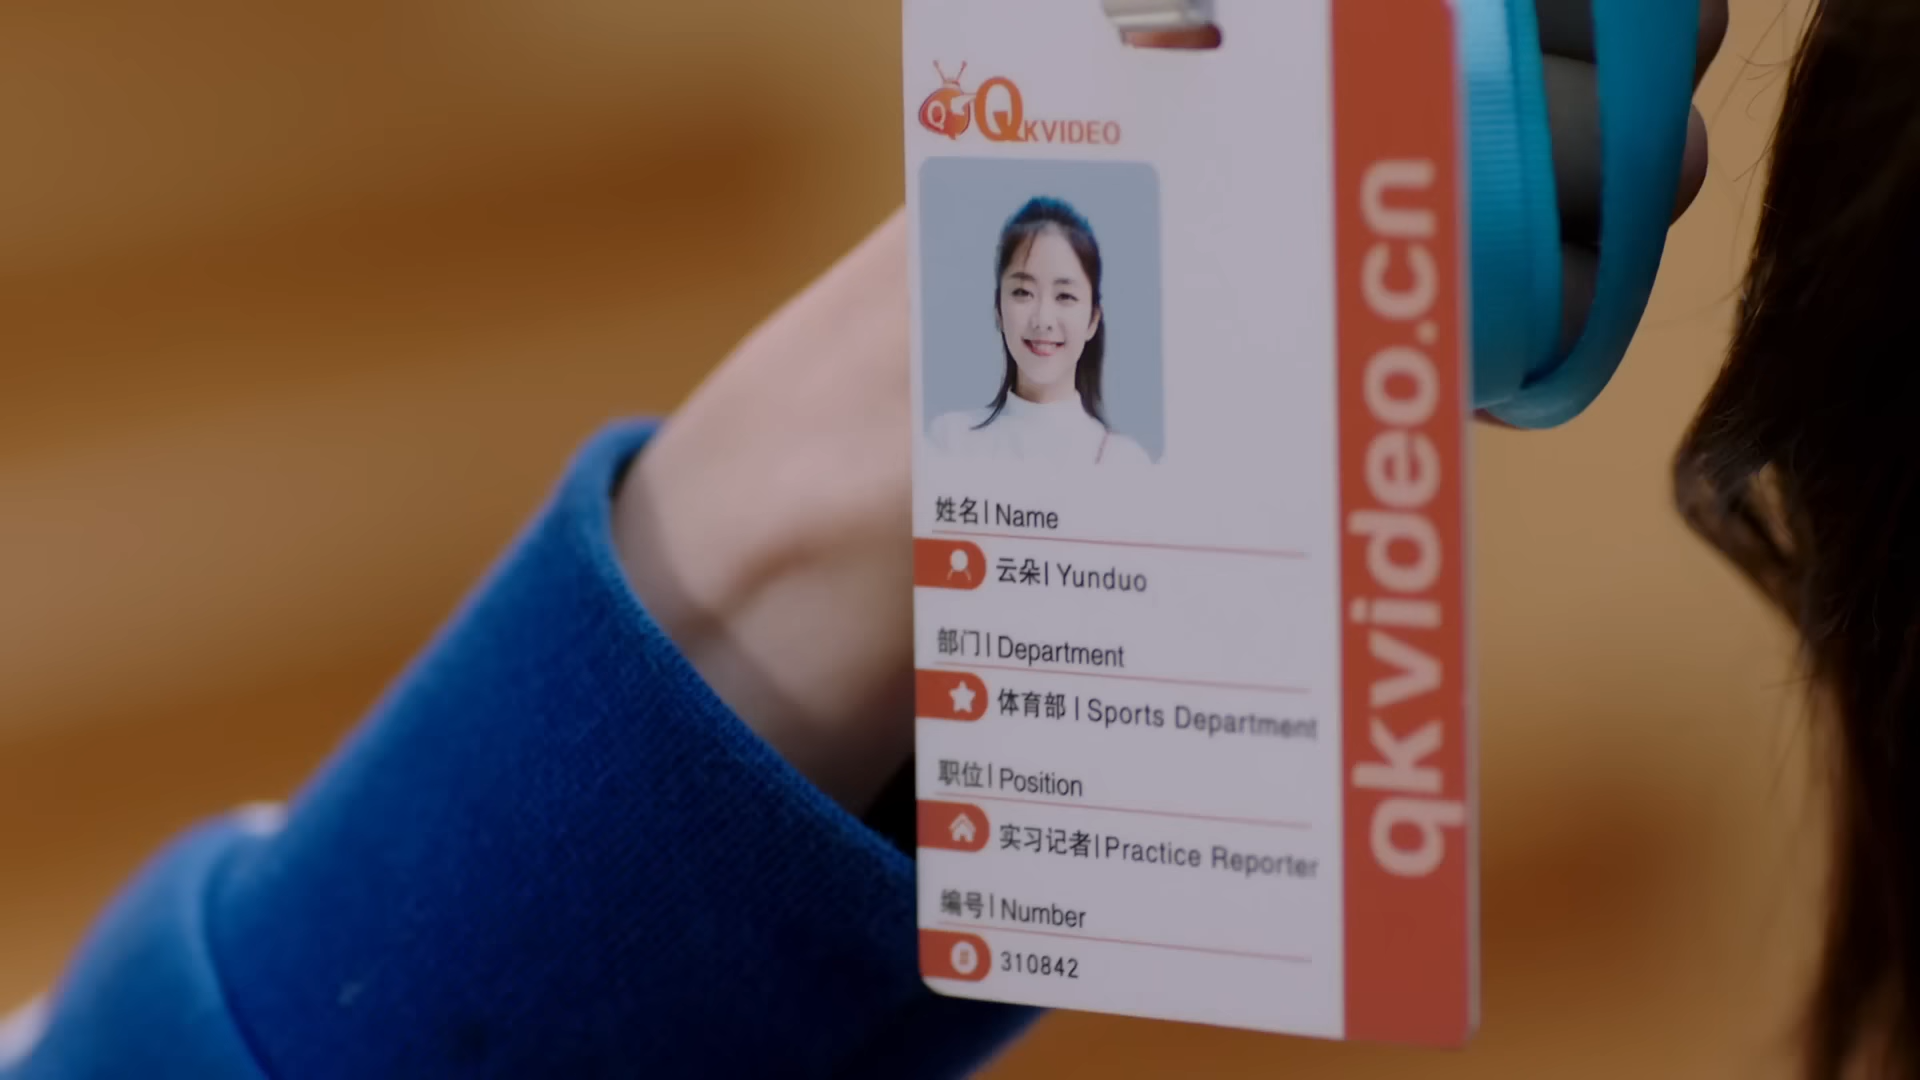 QKVIDEO
姓名 | Name
云朵 | Yunduo
部门 | Department
体育部 | Sports Department
职位 | Position
实习记者 | Practice Reporter
编号 | Number
310842
qkvideo.cn